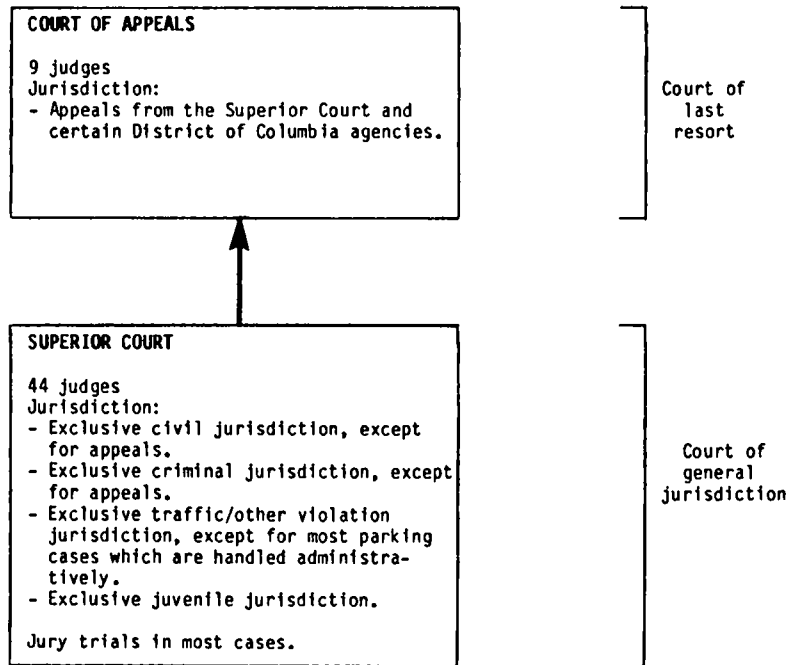 COURT OF APPEALS
9 judges
Jurisdiction:
- Appeals from the Superior Court and
certain District of Columbia agencies.
Court of
last
resort
SUPERIOR COURT
44 judges
Jurisdiction:
- Exclusive civil jurisdiction, except
for appeals.
- Exclusive criminal jurisdiction, except
for appeals.
- Exclusive traffic/other violation
jurisdiction, except for most parking
cases which are handled administra-
tively.
- Exclusive juvenile jurisdiction.
Jury trials in most cases.
Court of
general
jurisdiction